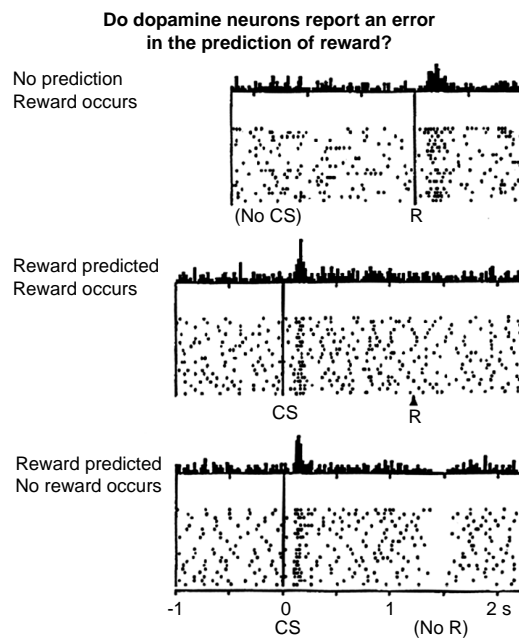 Do dopamine neurons report an error
in the prediction of reward?
No prediction
Reward occurs
(No CS) R
Reward predicted
Reward occurs
CS
R
Reward predicted
No reward occurs
-1 0 1 2 s
CS (No R)